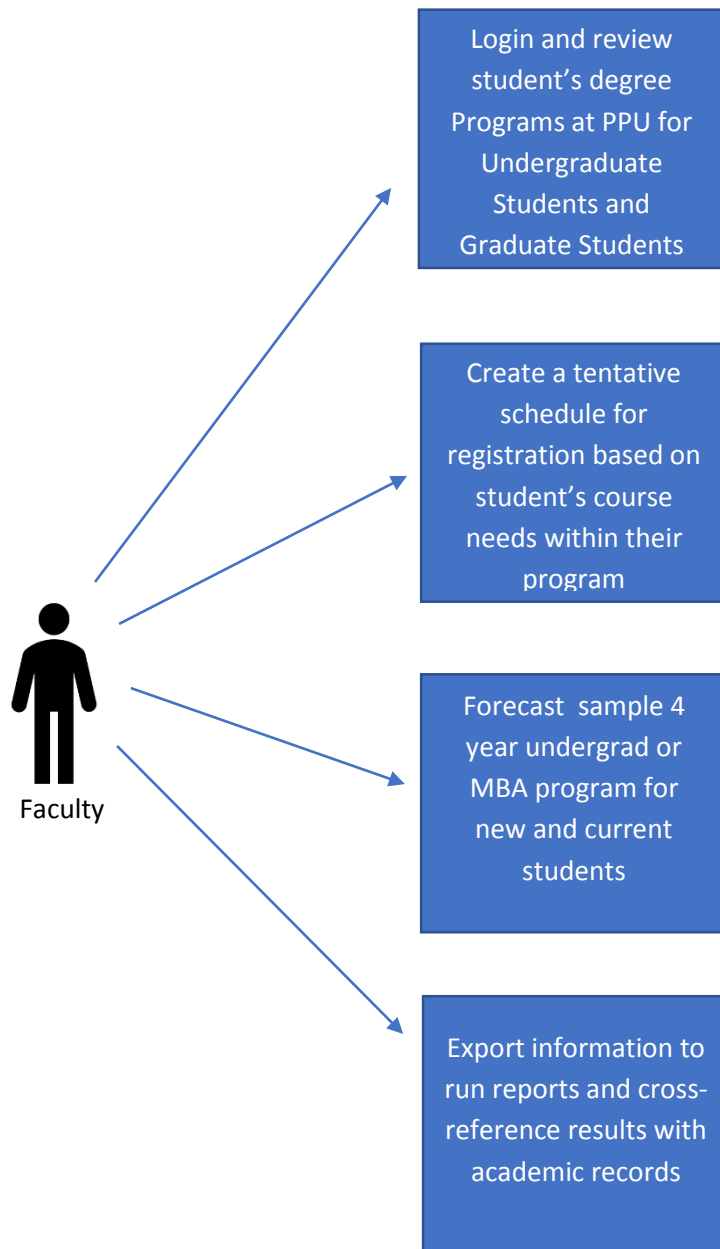 Login and review
student’s degree
Programs at PPU for
Undergraduate
Students and
Graduate Students
Create a tentative
schedule for
registration based on
student’s course
needs within their
program
Faculty
Forecast  sample 4
year undergrad or
MBA program for
new and current
students
Export information to
run reports and cross-
reference results with
academic records